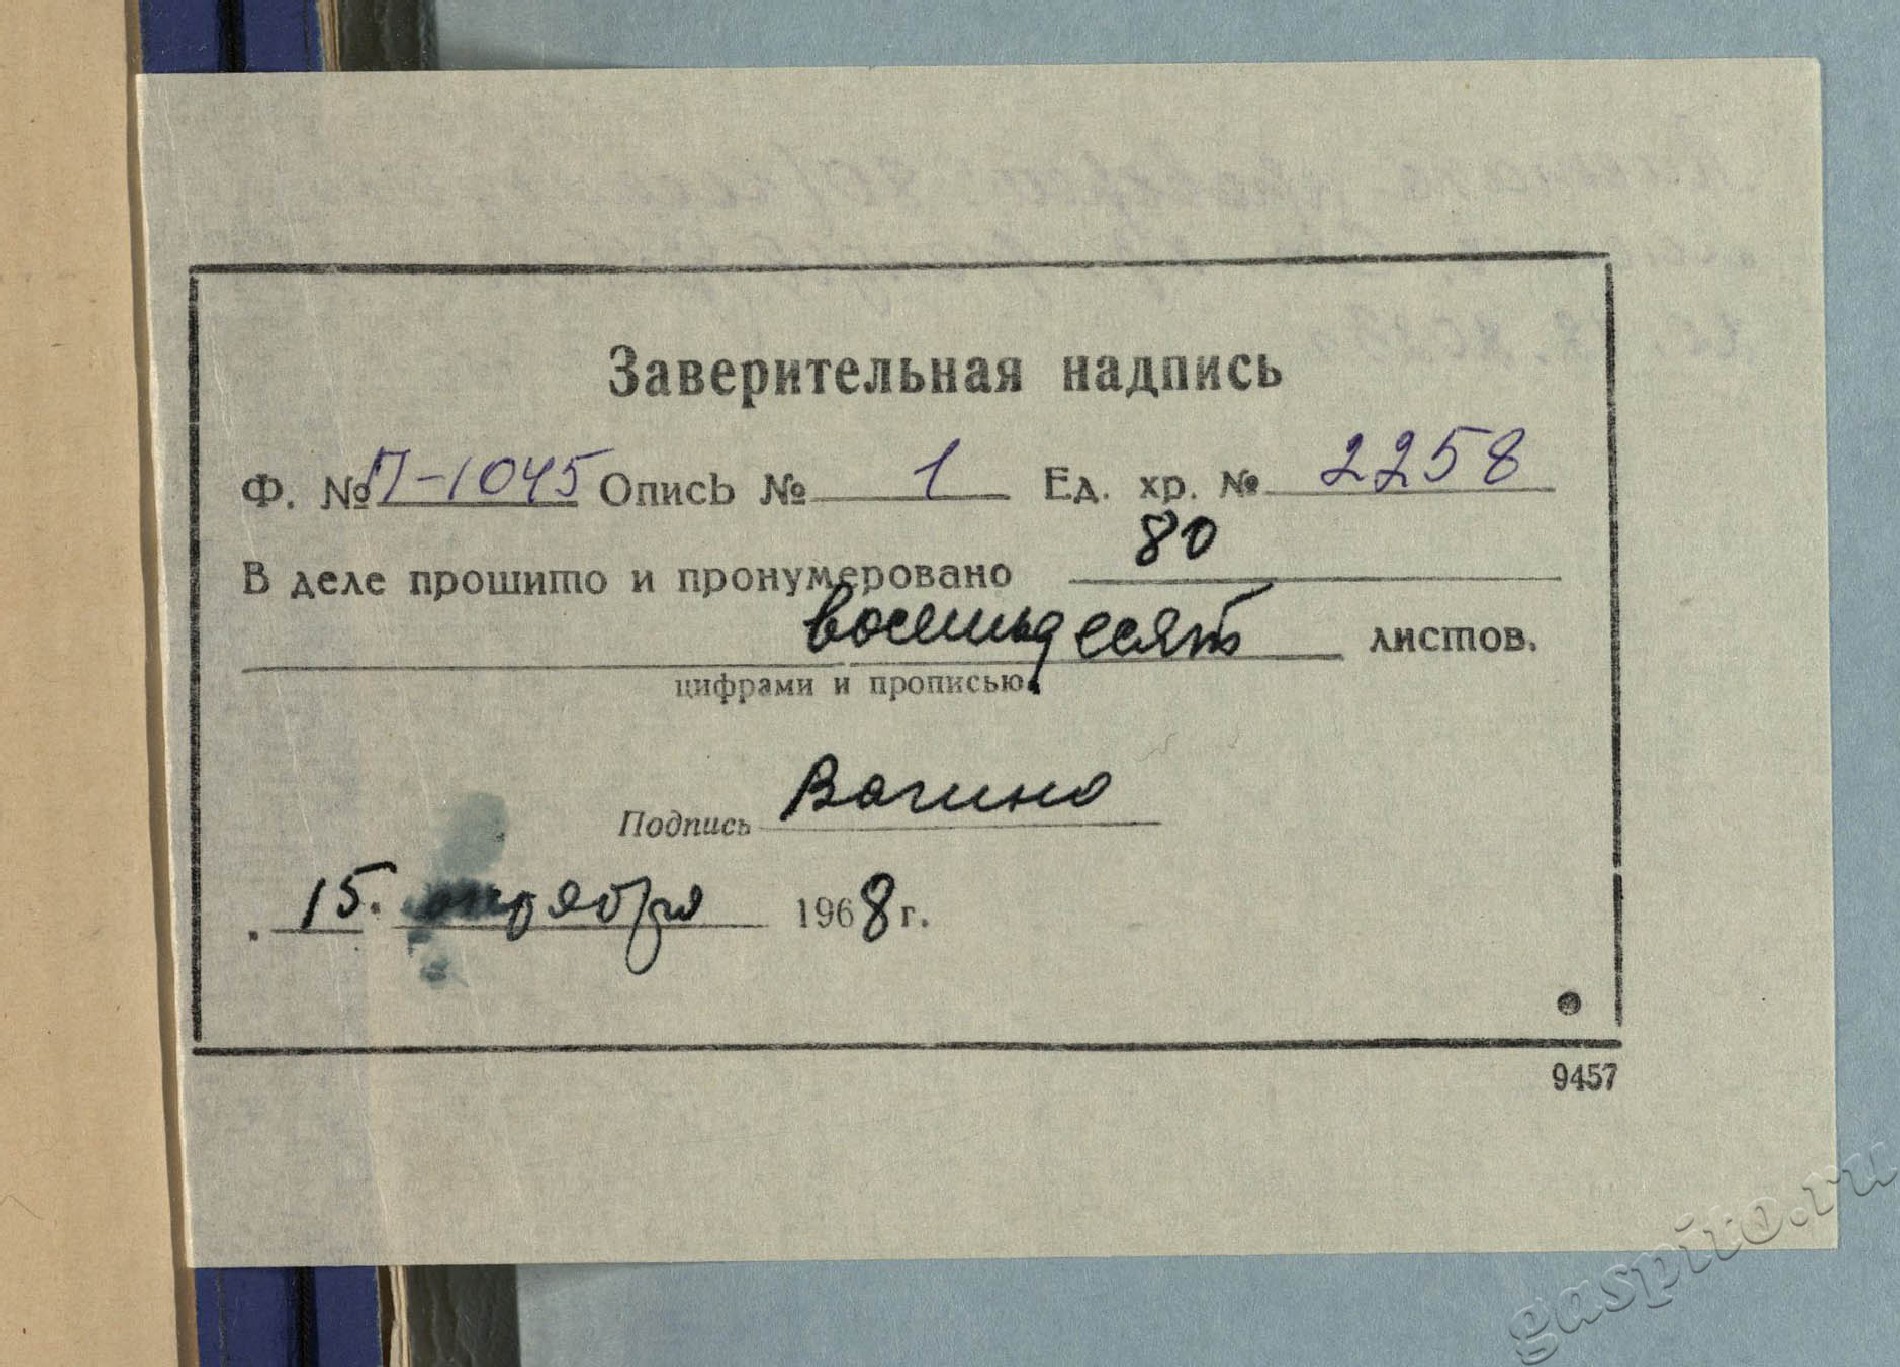 Заверительная надпись
Ф. № П-1045 Опись № 1 Ед. хр. № 2258
В деле прошито и пронумеровано 80
восемьдесят листов.
цифрами и прописью
Подпись Вагина
15. 1968 г.
9457
gaspito.ru